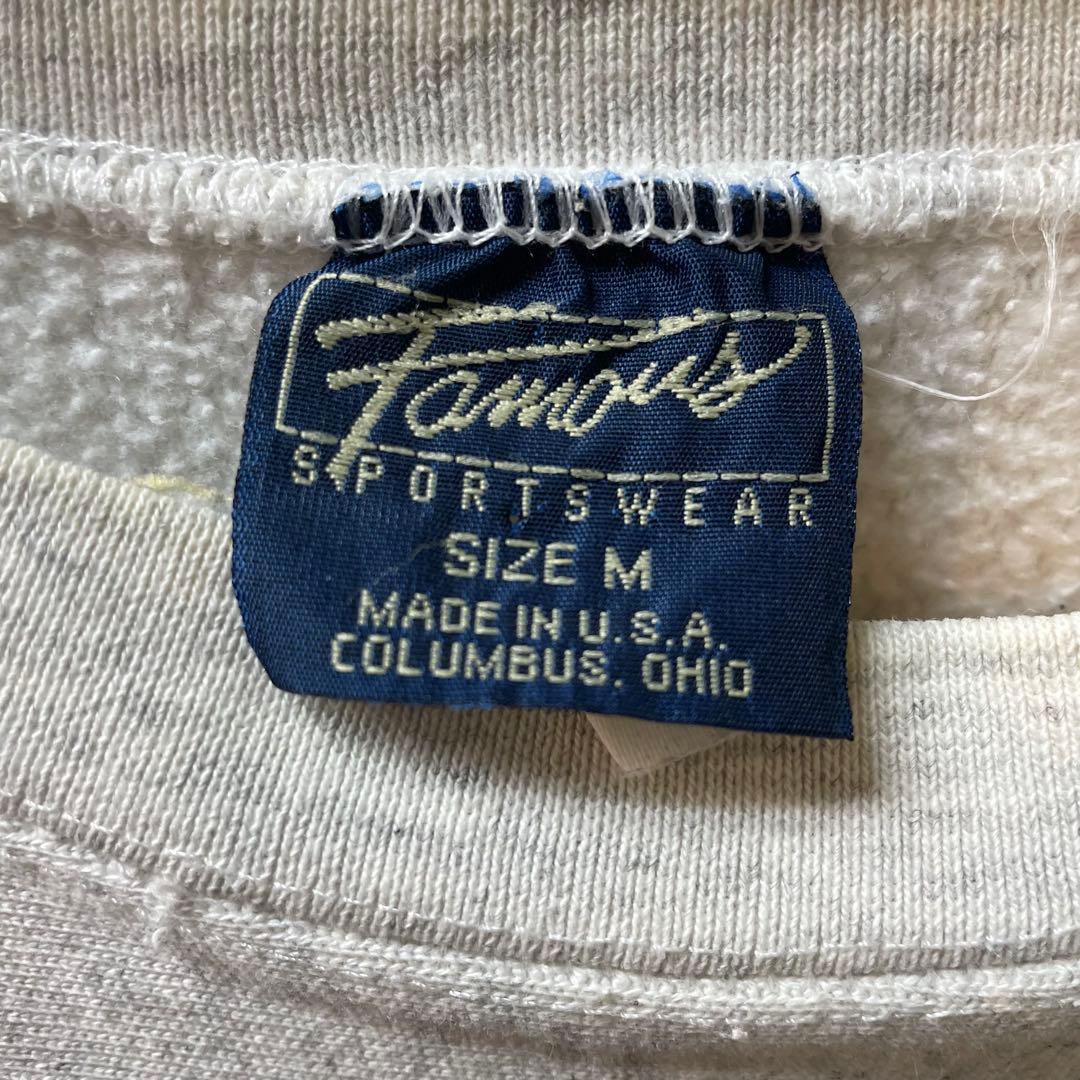 Famous
SPORTSWEAR
SIZE M
MADE IN U.S.A.
COLUMBUS, OHIO